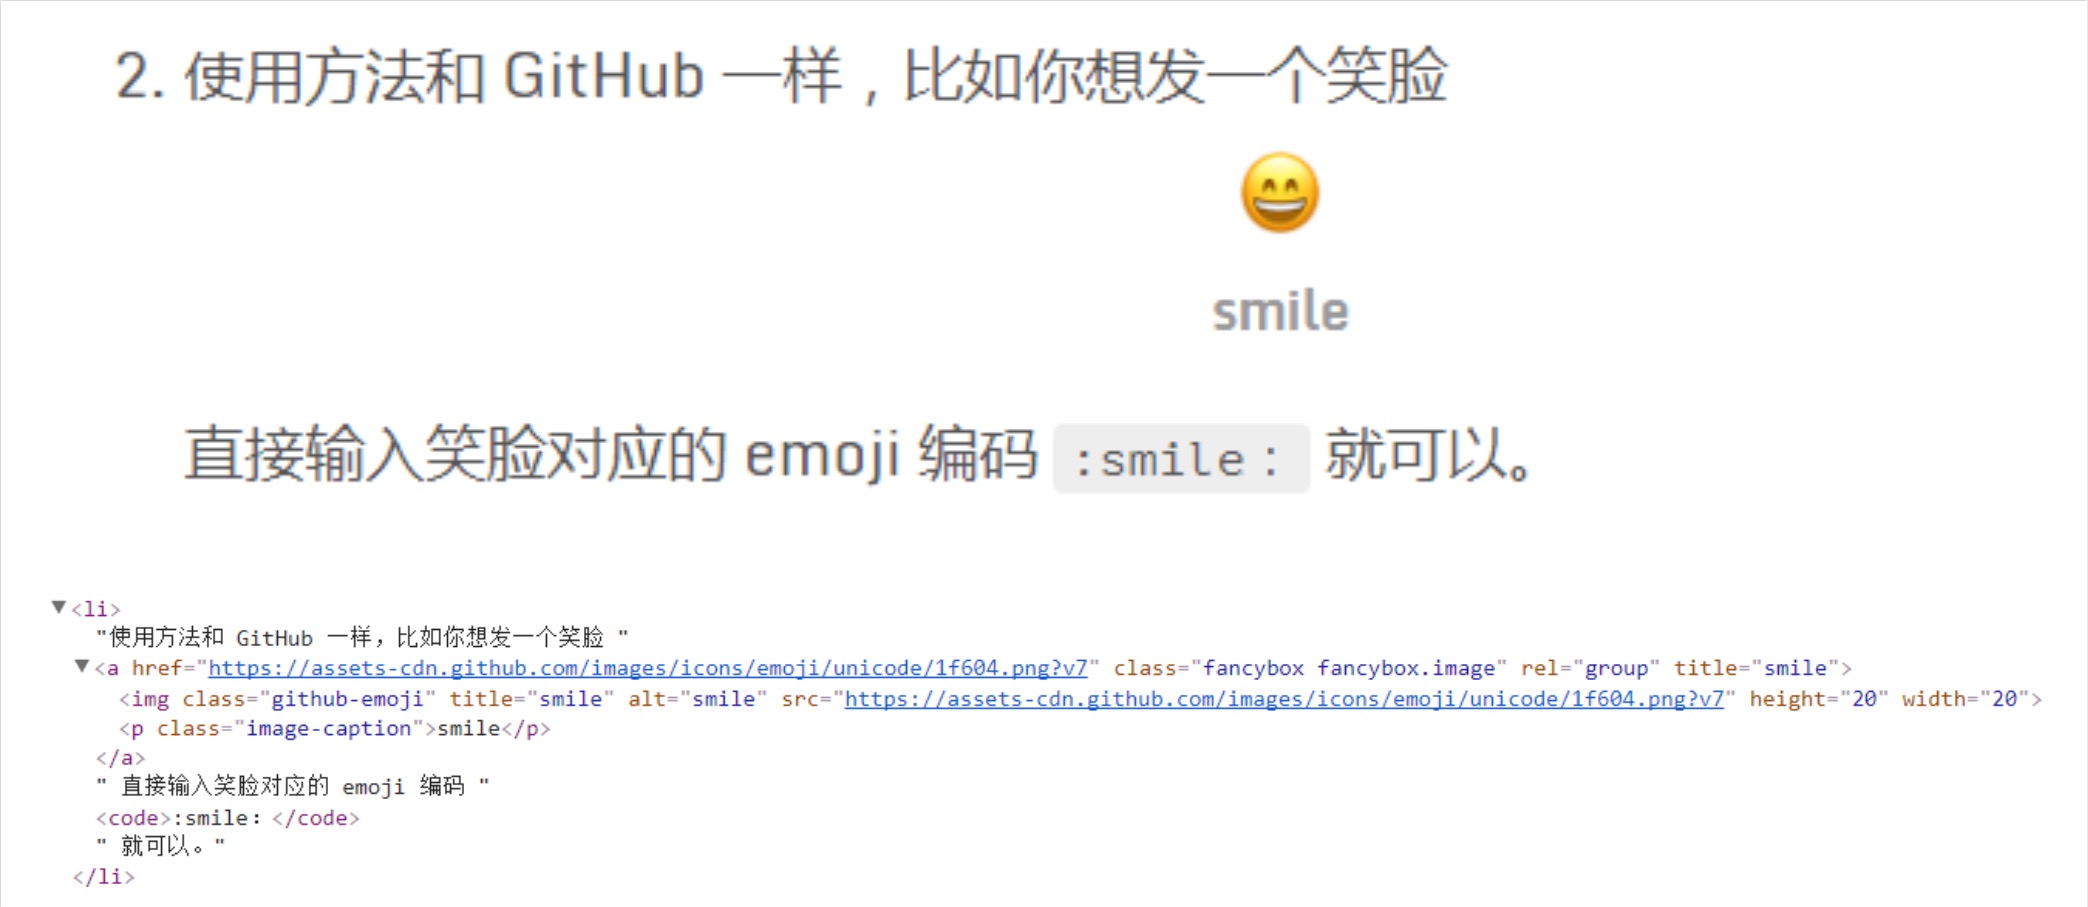 2. 使用方法和 GitHub 一样，比如你想发一个笑脸
smile
直接输入笑脸对应的 emoji 编码 :smile： 就可以。
▼<li>
"使用方法和 GitHub 一样，比如你想发一个笑脸 "
▼<a href="https://assets-cdn.github.com/images/icons/emoji/unicode/1f604.png?v7" class="fancybox fancybox.image" rel="group" title="smile">
<img class="github-emoji" title="smile" alt="smile" src="https://assets-cdn.github.com/images/icons/emoji/unicode/1f604.png?v7" height="20" width="20">
<p class="image-caption">smile</p>
</a>
" 直接输入笑脸对应的 emoji 编码 "
<code>:smile：</code>
" 就可以。"
</li>